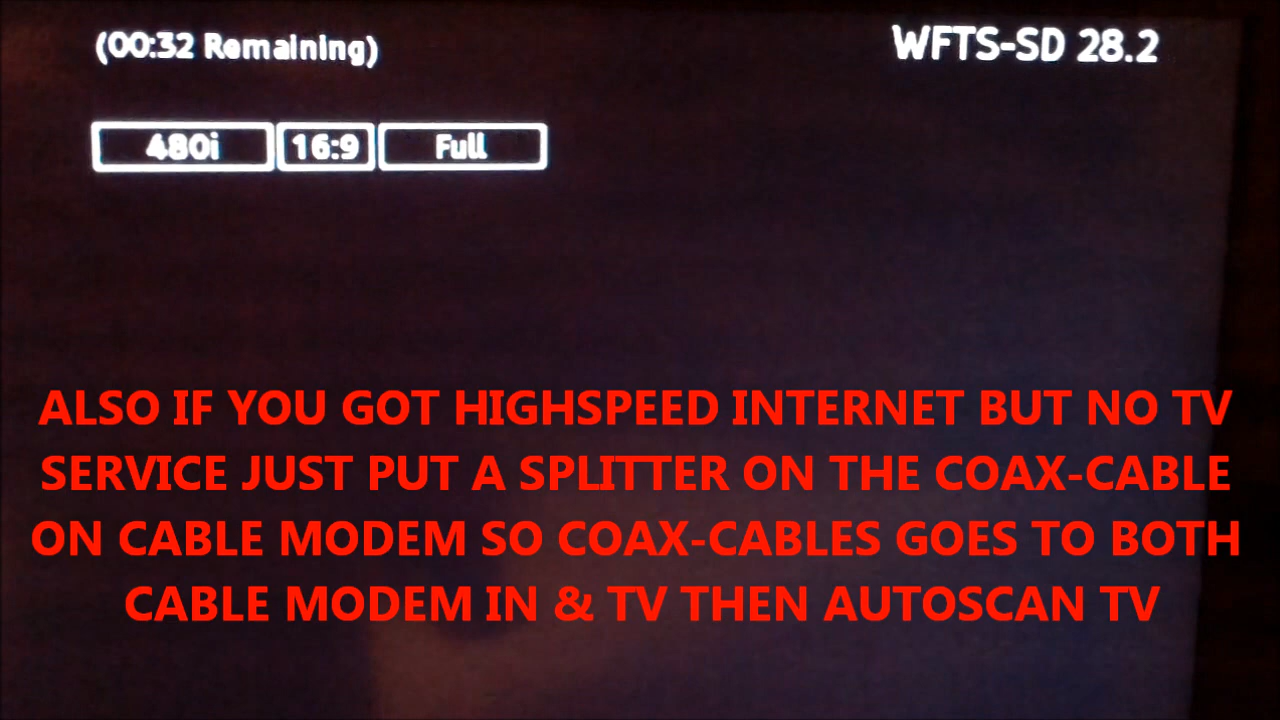 (00:32 Remaining)
WFTS-SD 28.2
480i 16:9 Full
ALSO IF YOU GOT HIGHSPEED INTERNET BUT NO TV
SERVICE JUST PUT A SPLITTER ON THE COAX-CABLE
ON CABLE MODEM SO COAX-CABLES GOES TO BOTH
CABLE MODEM IN & TV THEN AUTOSCAN TV